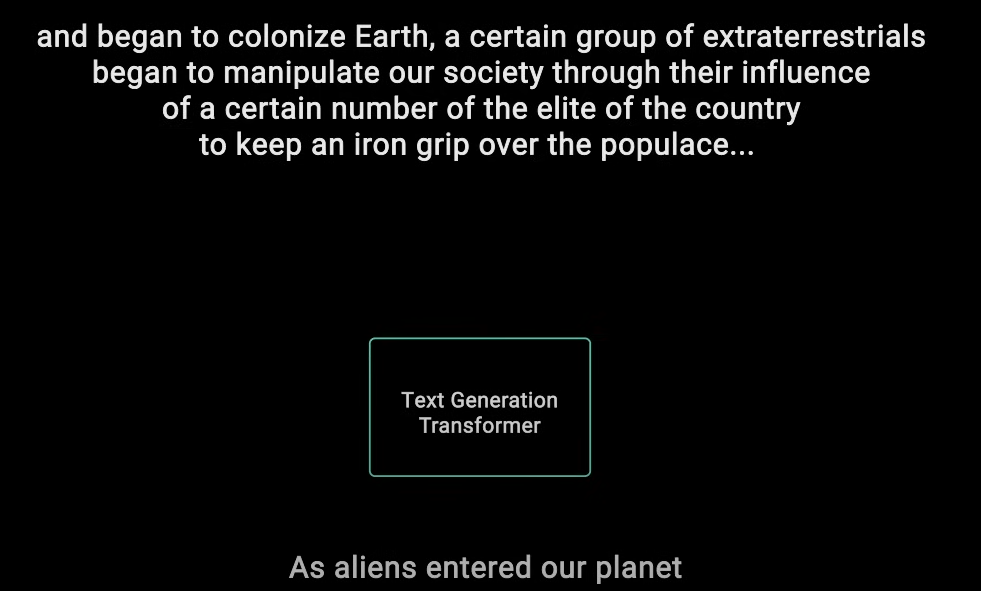 and began to colonize Earth, a certain group of extraterrestrials
began to manipulate our society through their influence
of a certain number of the elite of the country
to keep an iron grip over the populace...
Text Generation
Transformer
As aliens entered our planet